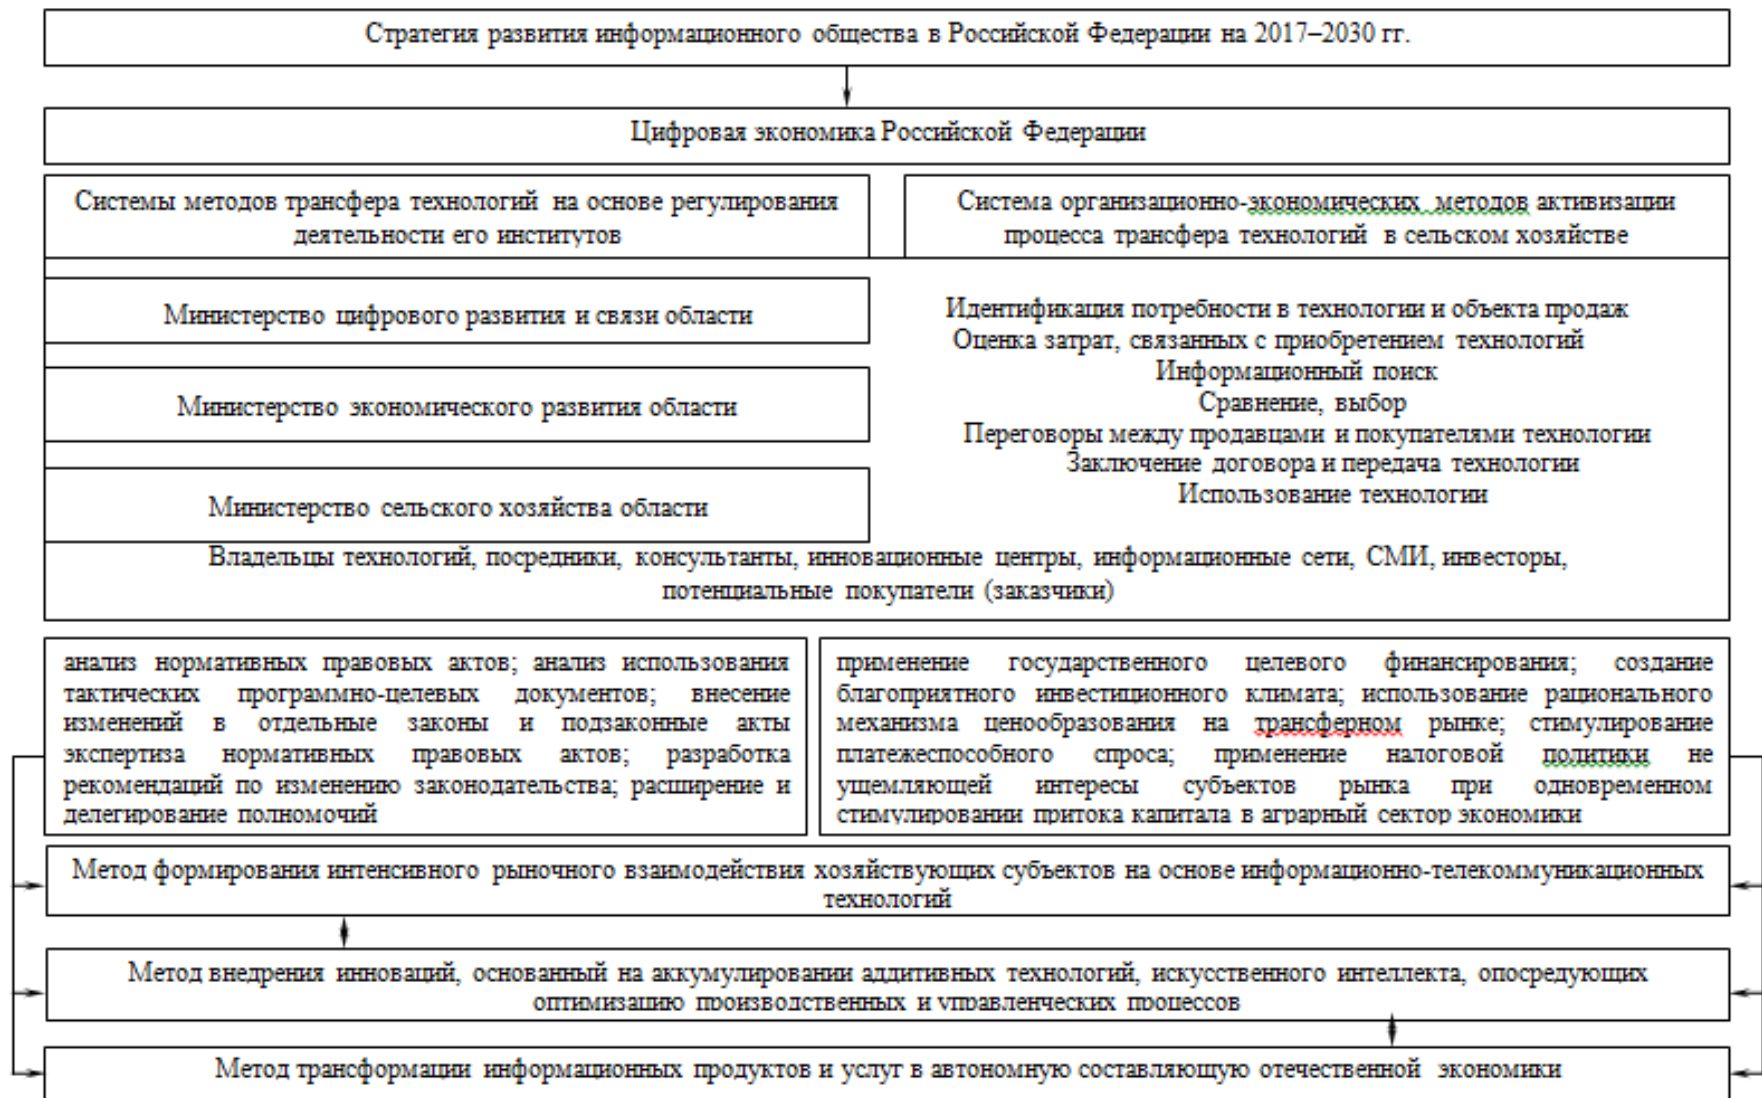 Стратегия развития информационного общества в Российской Федерации на 2017–2030 гг.
Цифровая экономика Российской Федерации
Системы методов трансфера технологий на основе регулирования
деятельности его институтов
Система организационно-экономических методов активизации
процесса трансфера технологий в сельском хозяйстве
Министерство цифрового развития и связи области
Министерство экономического развития области
Министерство сельского хозяйства области
Идентификация потребности в технологии и объекта продаж
Оценка затрат, связанных с приобретением технологий
Информационный поиск
Сравнение, выбор
Переговоры между продавцами и покупателями технологии
Заключение договора и передача технологии
Использование технологии
Владельцы технологий, посредники, консультанты, инновационные центры, информационные сети, СМИ, инвесторы,
потенциальные покупатели (заказчики)
анализ нормативных правовых актов; анализ использования
тактических программно-целевых документов; внесение
изменений в отдельные законы и подзаконные акты
экспертиза нормативных правовых актов; разработка
рекомендаций по изменению законодательства; расширение и
делегирование полномочий
применение государственного целевого финансирования; создание
благоприятного инвестиционного климата; использование рационального
механизма ценообразования на трансферном рынке; стимулирование
платежеспособного спроса; применение налоговой политики не
ущемляющей интересы субъектов рынка при одновременном
стимулировании притока капитала в аграрный сектор экономики
Метод формирования интенсивного рыночного взаимодействия хозяйствующих субъектов на основе информационно-телекоммуникационных
технологий
Метод внедрения инноваций, основанный на аккумулировании аддитивных технологий, искусственного интеллекта, опосредующих
оптимизацию производственных и управленческих процессов
Метод трансформации информационных продуктов и услуг в автономную составляющую отечественной экономики